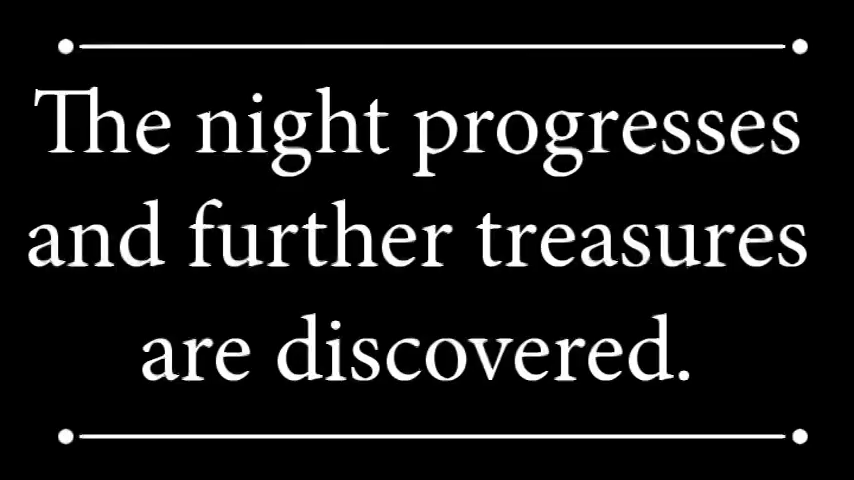 The night progresses
and further treasures
are discovered.